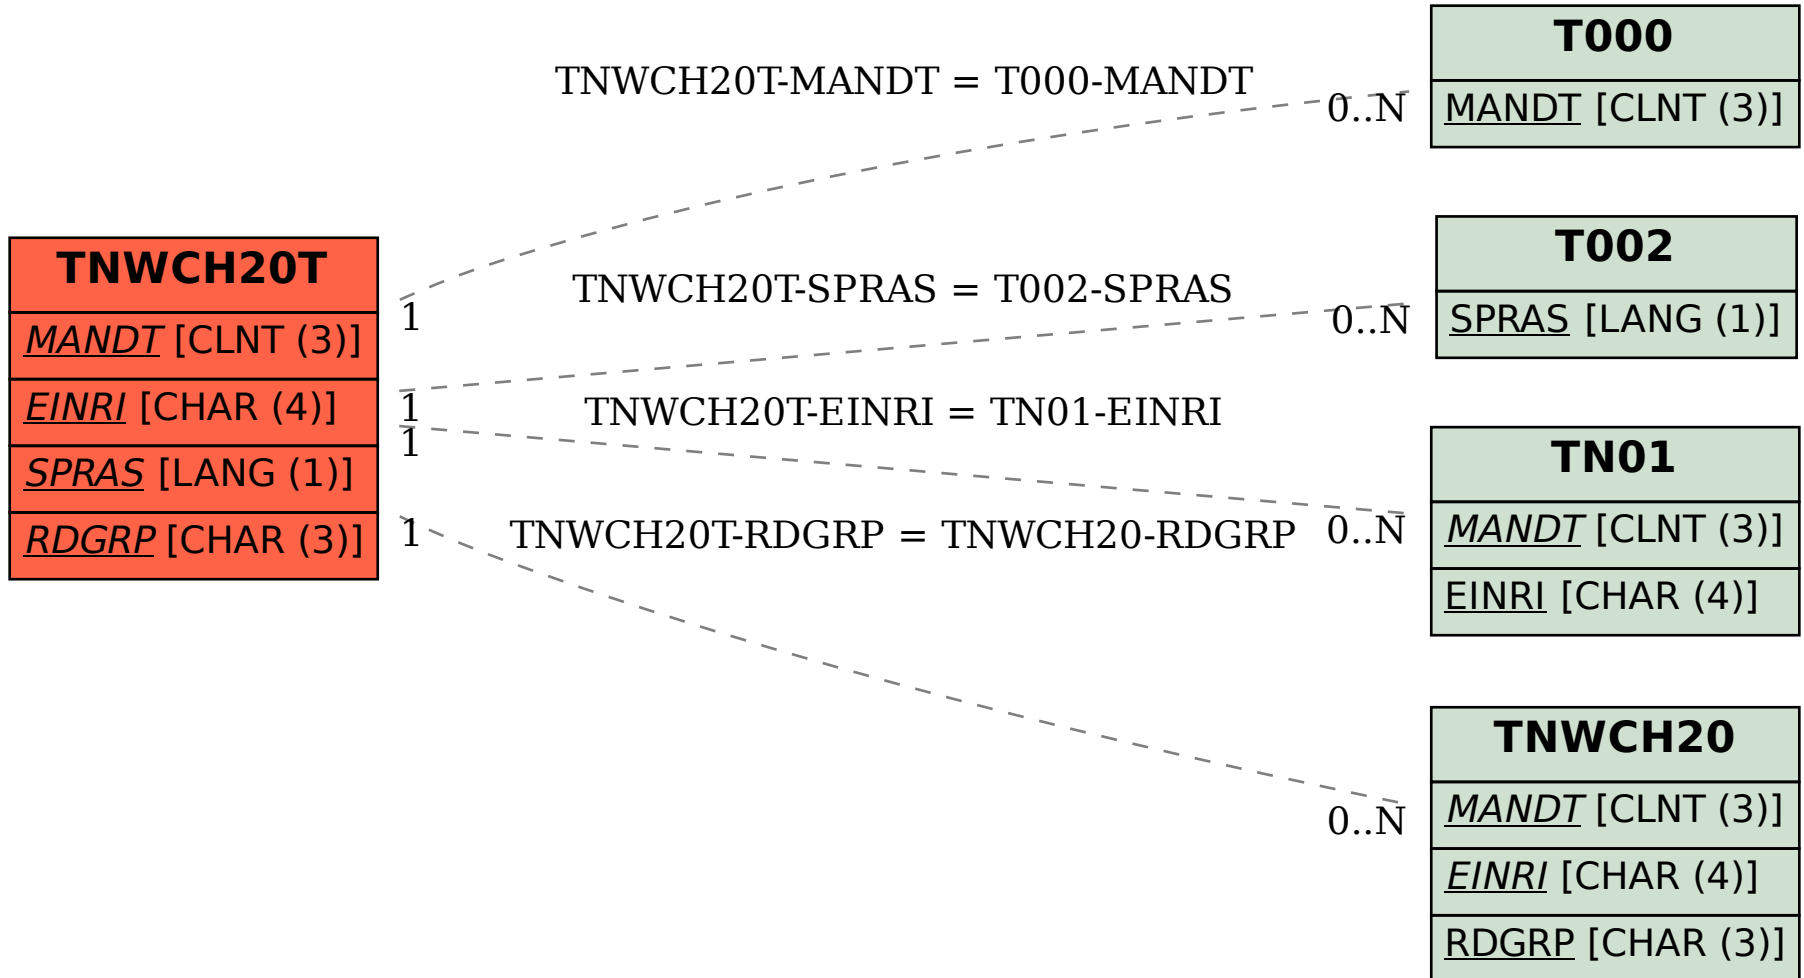 TNWCH20T
MANDT [CLNT (3)]
EINRI [CHAR (4)]
SPRAS [LANG (1)]
RDGRP [CHAR (3)]
TNWCH20T-MANDT = T000-MANDT
0..N
1
TNWCH20T-SPRAS = T002-SPRAS
0..N
1
TNWCH20T-EINRI = TN01-EINRI
1
0..N
TNWCH20T-RDGRP = TNWCH20-RDGRP
1
0..N
T000
MANDT [CLNT (3)]
T002
SPRAS [LANG (1)]
TN01
MANDT [CLNT (3)]
EINRI [CHAR (4)]
TNWCH20
MANDT [CLNT (3)]
EINRI [CHAR (4)]
RDGRP [CHAR (3)]